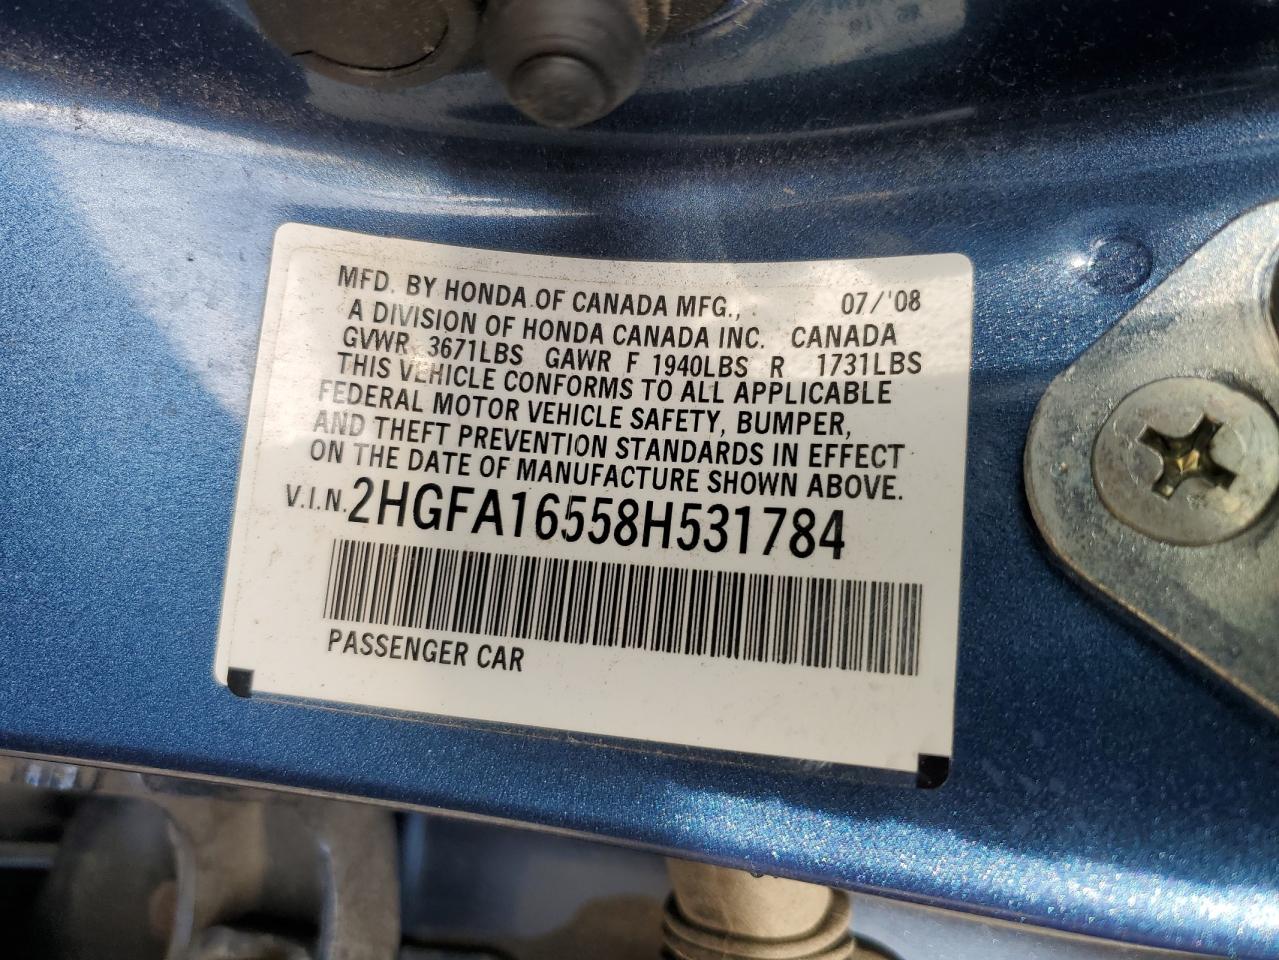 MFD. BY HONDA OF CANADA MFG., 07/'08
A DIVISION OF HONDA CANADA INC. CANADA
GVWR 3671LBS GAWR F 1940LBS R 1731LBS
THIS VEHICLE CONFORMS TO ALL APPLICABLE
FEDERAL MOTOR VEHICLE SAFETY, BUMPER,
AND THEFT PREVENTION STANDARDS IN EFFECT
ON THE DATE OF MANUFACTURE SHOWN ABOVE.
V.I.N. 2HGFA16558H531784
PASSENGER CAR